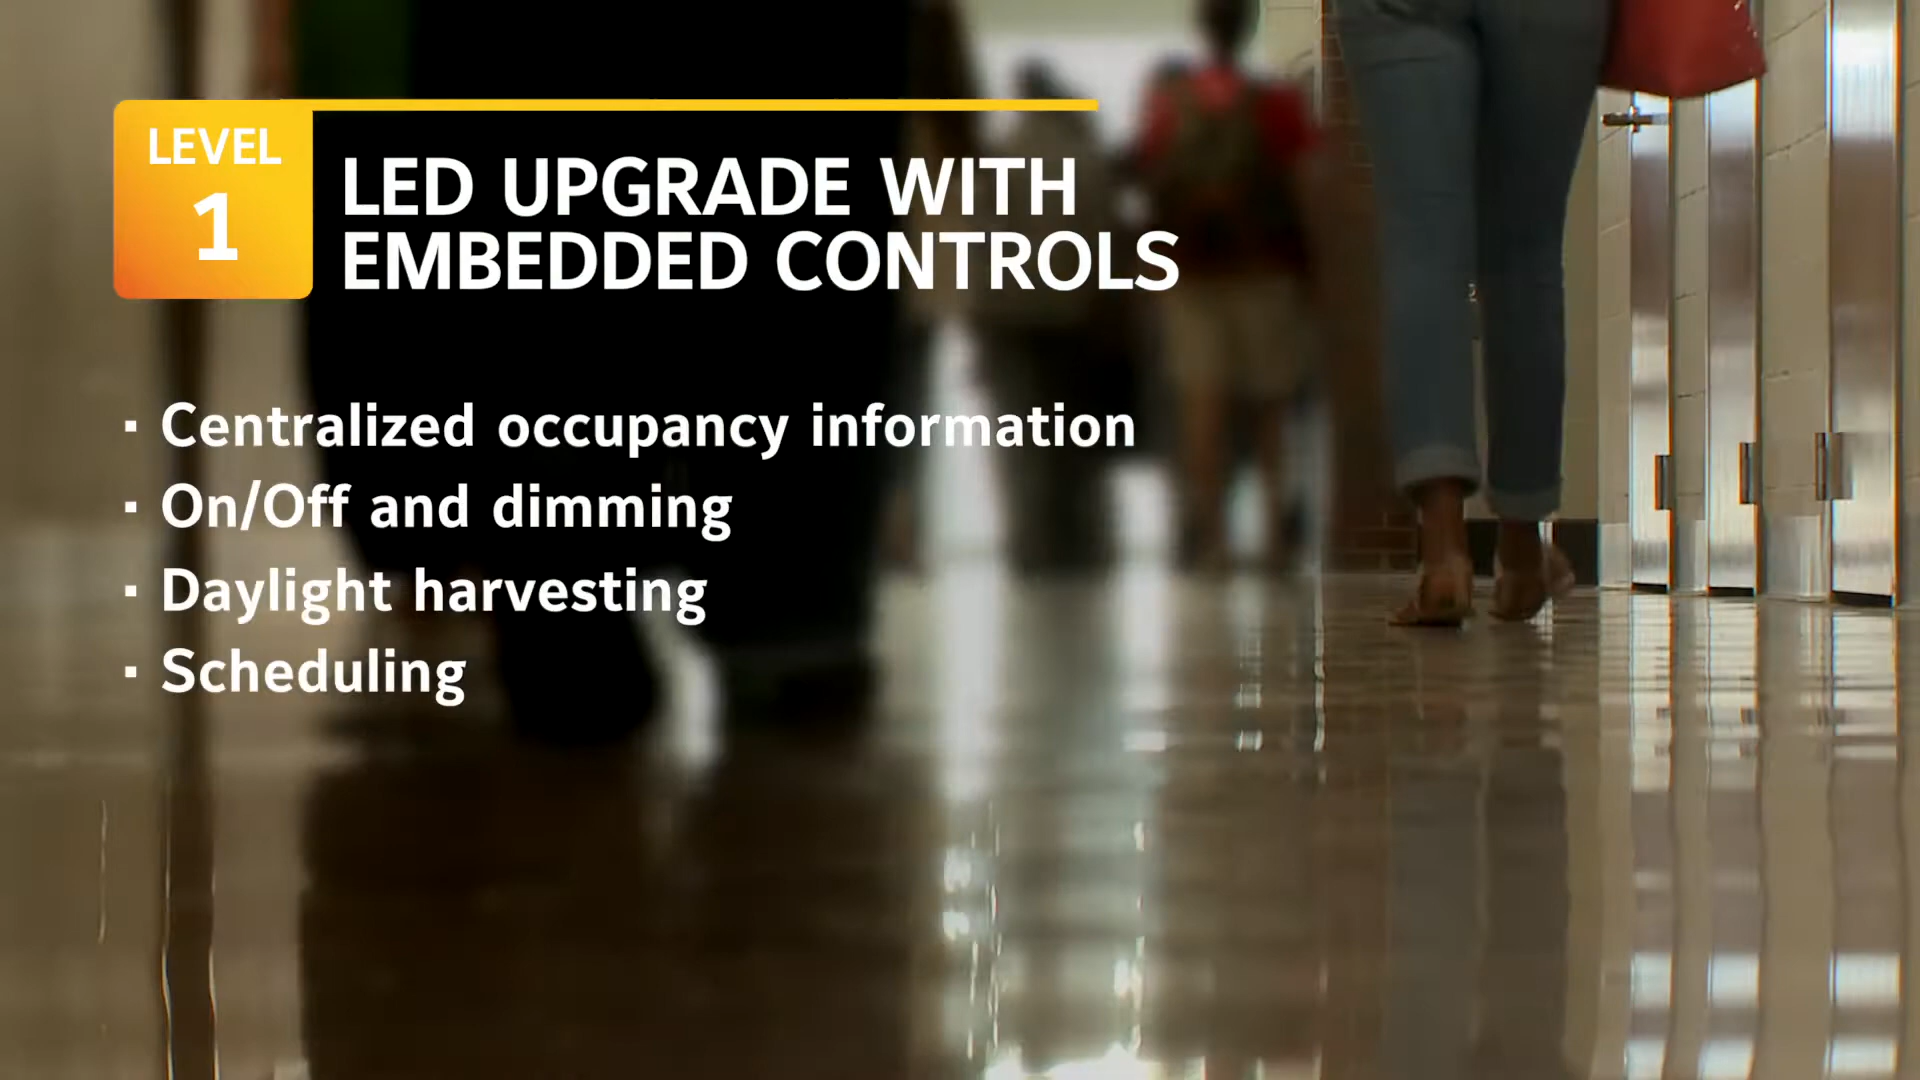 LEVEL
1
LED UPGRADE WITH
EMBEDDED CONTROLS
· Centralized occupancy information
· On/Off and dimming
· Daylight harvesting
· Scheduling